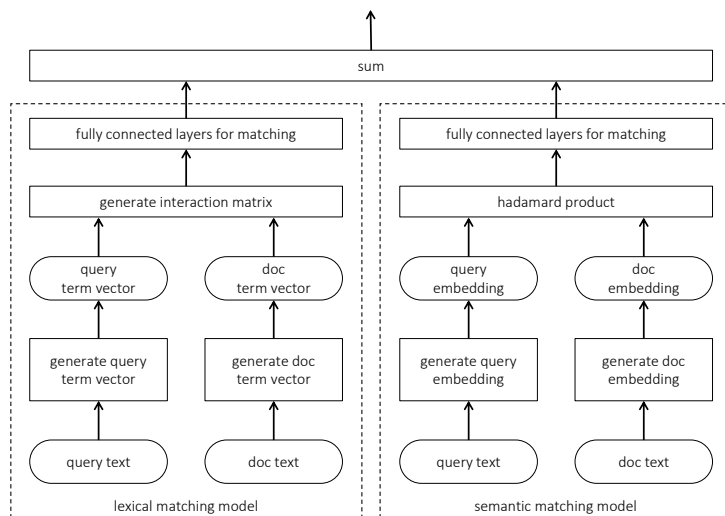 sum
fully connected layers for matching
generate interaction matrix
query
term vector
doc
term vector
generate query
term vector
generate doc
term vector
query text
doc text
lexical matching model
fully connected layers for matching
hadamard product
query
embedding
doc
embedding
generate query
embedding
generate doc
embedding
query text
doc text
semantic matching model